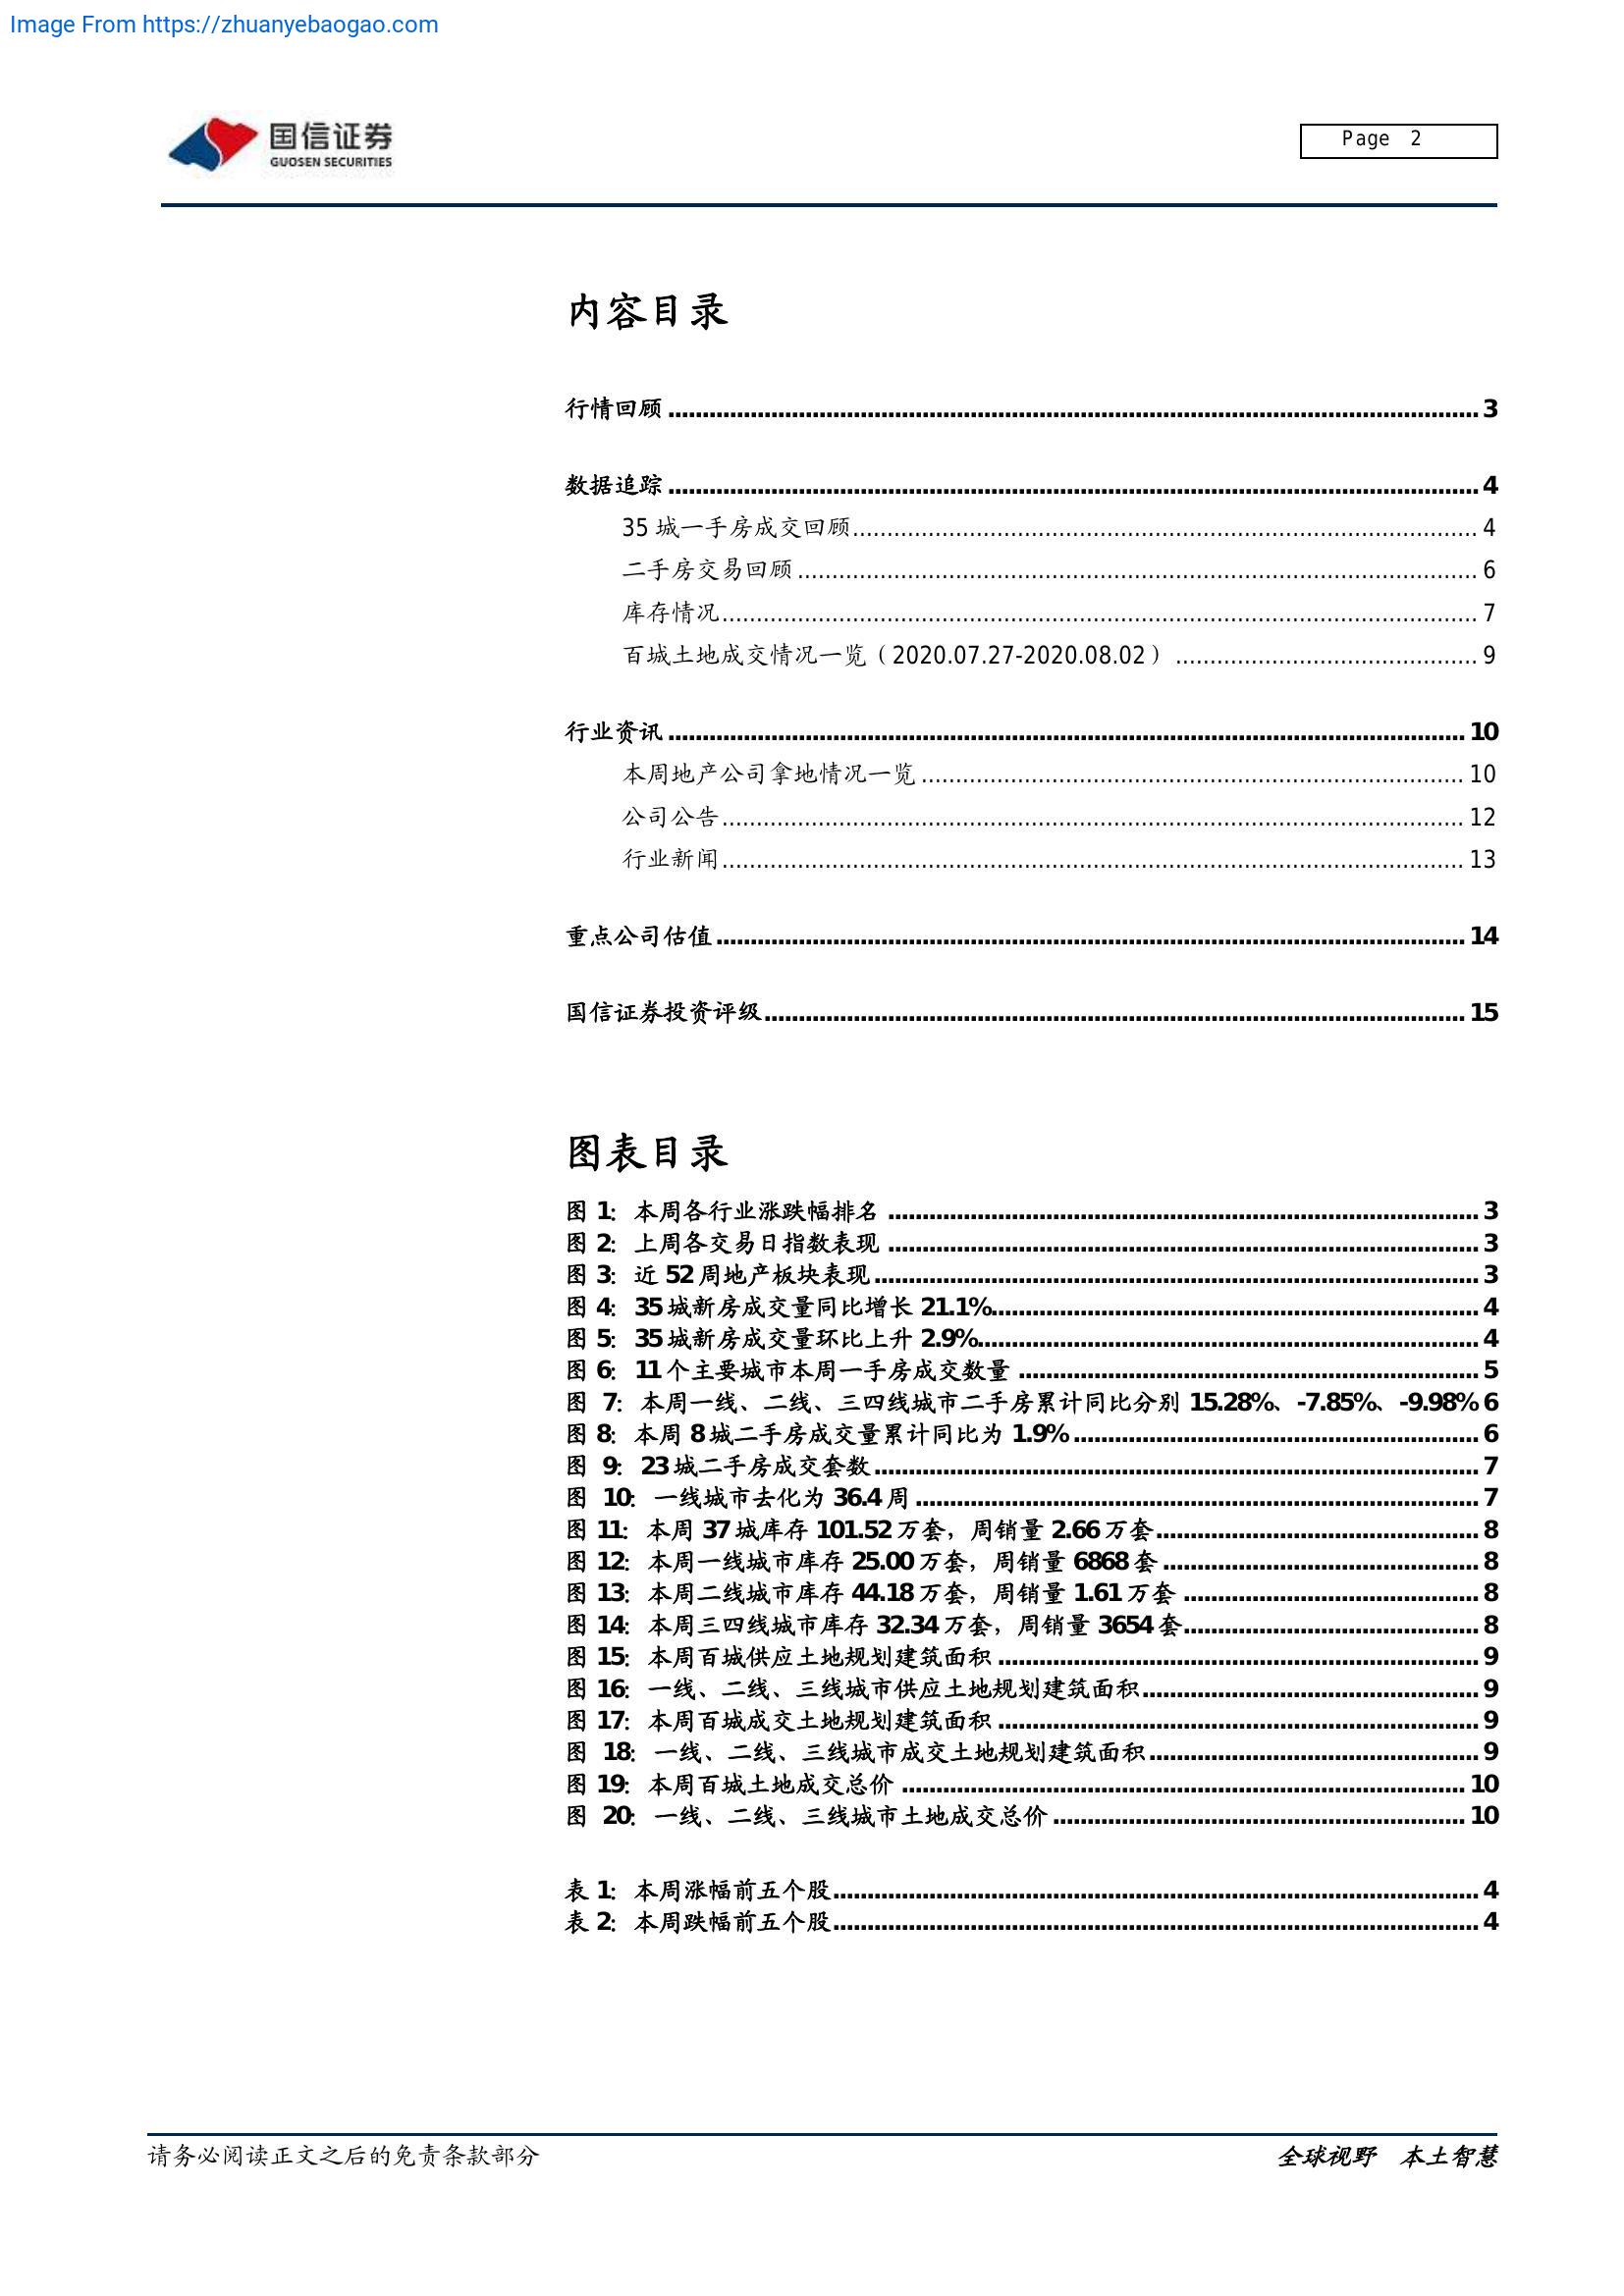 Image From https://zhuanyebaogao.com
国信证券
GUOSEN SECURITIES
Page 2
内容目录
行情回顾 ........................................................................................................ 3
数据追踪 ........................................................................................................ 4
35 城一手房成交回顾........................................................................................ 4
二手房交易回顾 ................................................................................................ 6
库存情况............................................................................................................ 7
百城土地成交情况一览（2020.07.27-2020.08.02） ............................................ 9
行业资讯 ........................................................................................................ 10
本周地产公司拿地情况一览 .............................................................................. 10
公司公告............................................................................................................ 12
行业新闻............................................................................................................ 13
重点公司估值 .................................................................................................. 14
国信证券投资评级............................................................................................ 15
图表目录
图 1：本周各行业涨跌幅排名 ........................................................................... 3
图 2：上周各交易日指数表现 ........................................................................... 3
图 3：近 52 周地产板块表现............................................................................. 3
图 4：35 城新房成交量同比增长 21.1%............................................................ 4
图 5：35 城新房成交量环比上升 2.9%.............................................................. 4
图 6：11 个主要城市本周一手房成交数量 ......................................................... 5
图 7：本周一线、二线、三四线城市二手房累计同比分别 15.28%、-7.85%、-9.98% 6
图 8：本周 8 城二手房成交量累计同比为 1.9% ................................................. 6
图 9：23 城二手房成交套数.............................................................................. 7
图 10：一线城市去化为 36.4 周 ........................................................................ 7
图 11：本周 37 城库存 101.52 万套，周销量 2.66 万套..................................... 8
图 12：本周一线城市库存 25.00 万套，周销量 6868 套 .................................... 8
图 13：本周二线城市库存 44.18 万套，周销量 1.61 万套 ................................. 8
图 14：本周三四线城市库存 32.34 万套，周销量 3654 套................................. 8
图 15：本周百城供应土地规划建筑面积 ............................................................ 9
图 16：一线、二线、三线城市供应土地规划建筑面积........................................ 9
图 17：本周百城成交土地规划建筑面积 ............................................................ 9
图 18：一线、二线、三线城市成交土地规划建筑面积........................................ 9
图 19：本周百城土地成交总价 .......................................................................... 10
图 20：一线、二线、三线城市土地成交总价 ..................................................... 10
表 1：本周涨幅前五个股................................................................................... 4
表 2：本周跌幅前五个股................................................................................... 4
请务必阅读正文之后的免责条款部分
全球视野 本土智慧